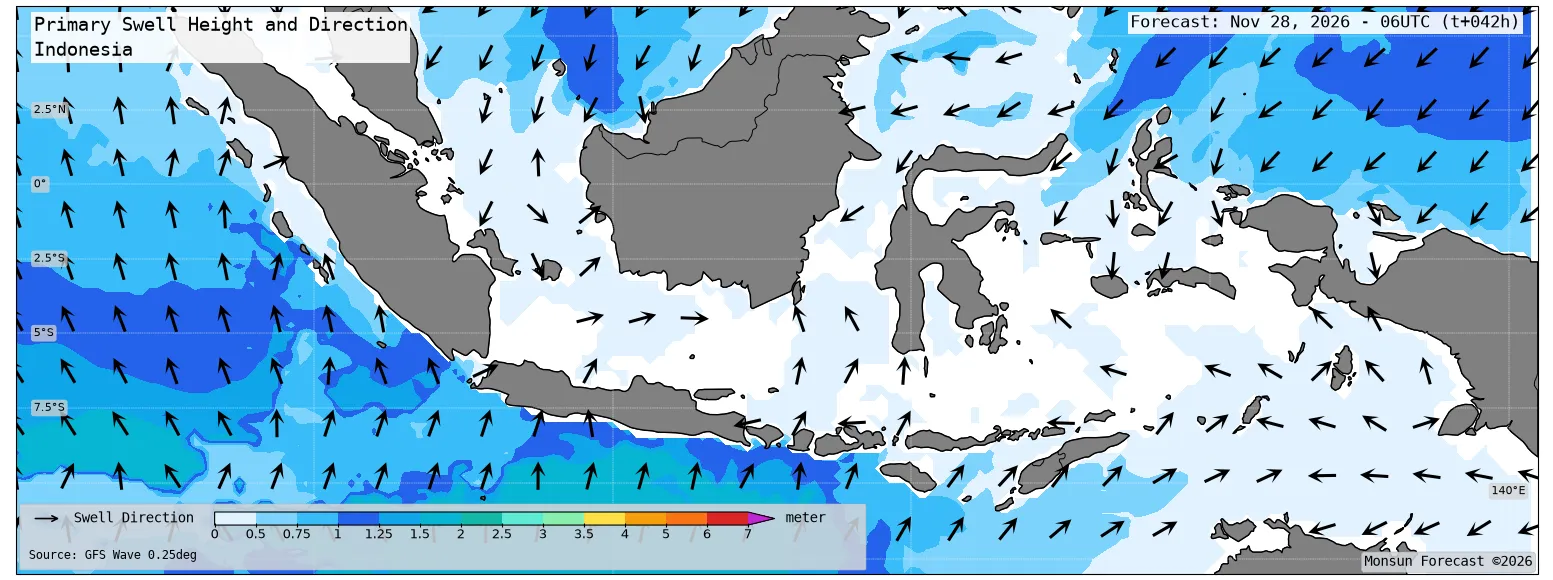 Primary Swell Height and Direction
Indonesia
Forecast: Nov 28, 2026 - 06UTC (t+042h)
2.5°N
0°
2.5°S
5°S
7.5°S
140°E
Swell Direction
meter
0 0.5 0.75 1 1.25 1.5 2 2.5 3 3.5 4 5 6 7
Source: GFS Wave 0.25deg
Monsun Forecast ©2026